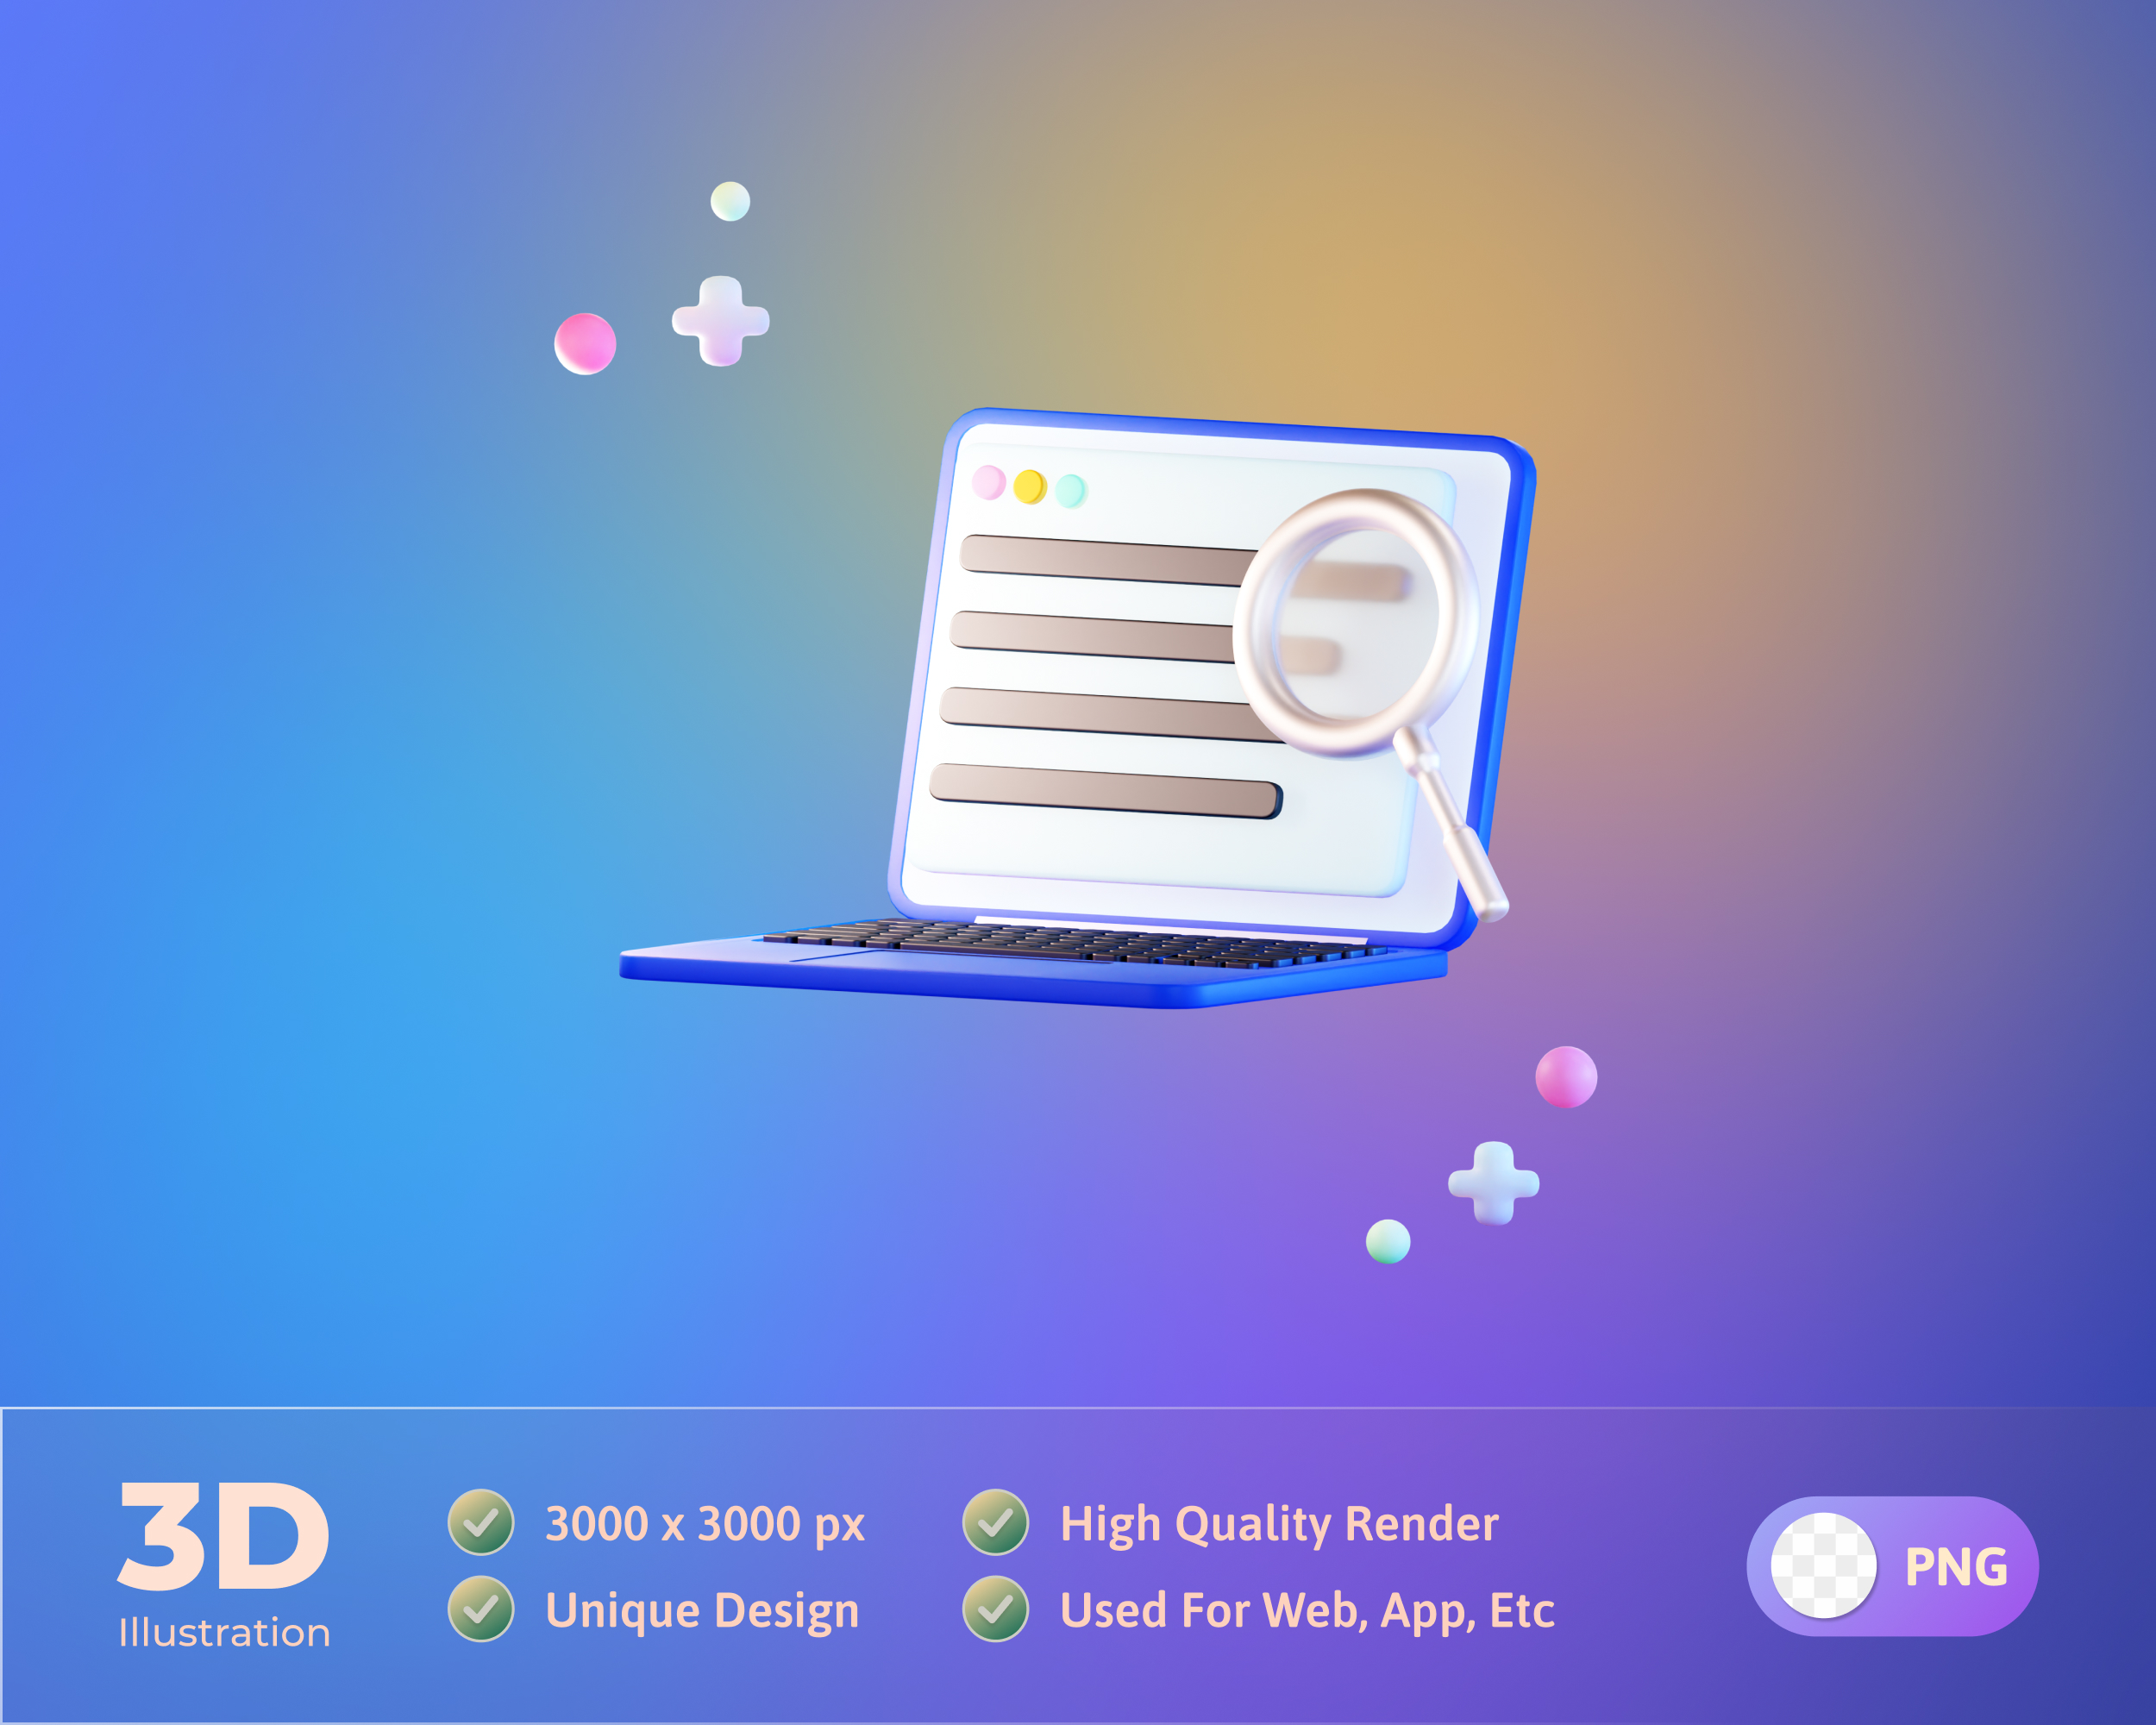 3D
Illustration
3000 x 3000 px
Unique Design
High Quality Render
Used For Web, App, Etc
PNG